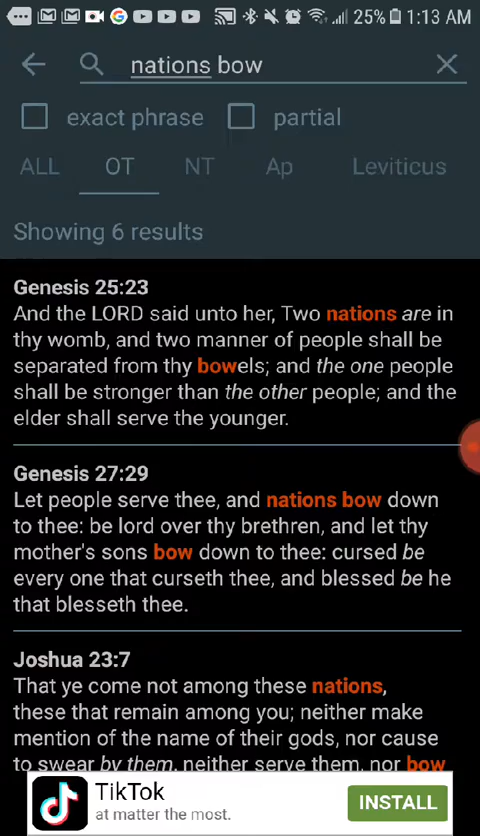 25% 1:13 AM
nations bow
exact phrase partial
ALL OT NT Ap Leviticus
Showing 6 results
Genesis 25:23
And the LORD said unto her, Two nations are in
thy womb, and two manner of people shall be
separated from thy bowels; and the one people
shall be stronger than the other people; and the
elder shall serve the younger.
Genesis 27:29
Let people serve thee, and nations bow down
to thee: be lord over thy brethren, and let thy
mother's sons bow down to thee: cursed be
every one that curseth thee, and blessed be he
that blesseth thee.
Joshua 23:7
That ye come not among these nations,
these that remain among you; neither make
mention of the name of their gods, nor cause
to swear by them, neither serve them, nor bow
TikTok
at matter the most.
INSTALL